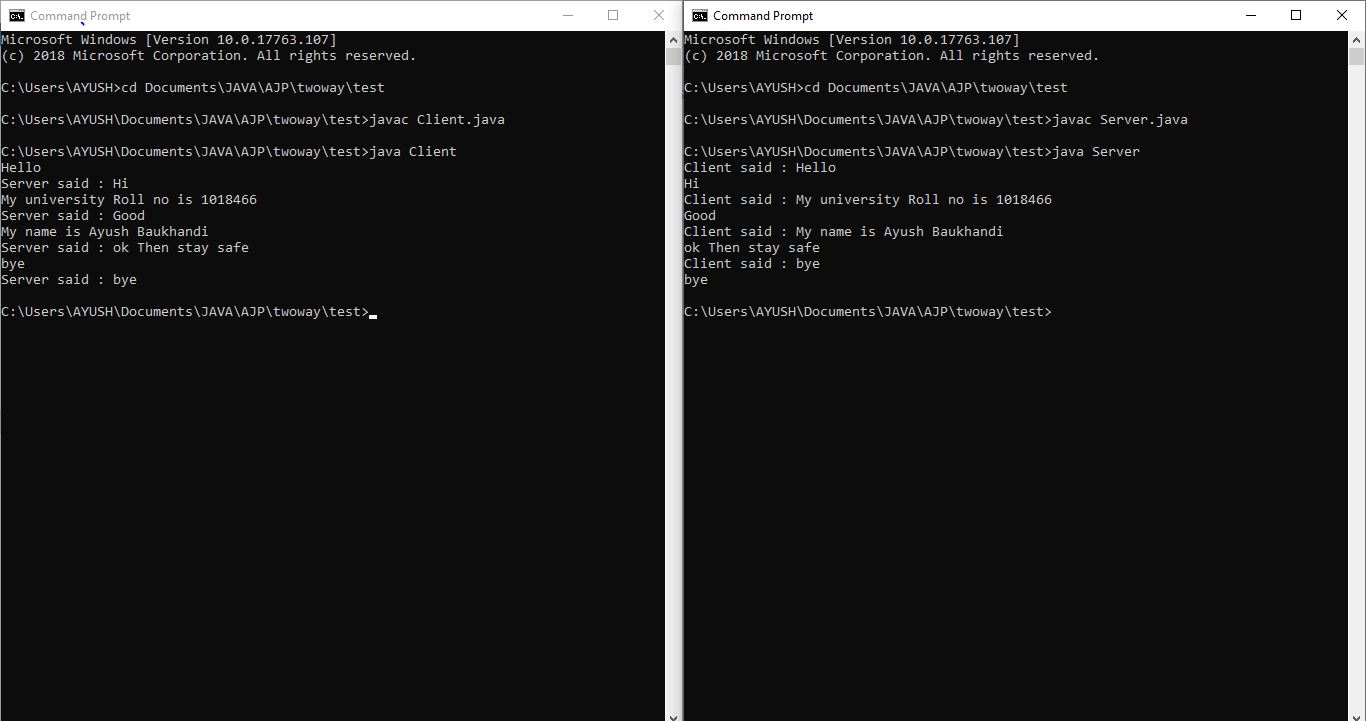 Command Prompt
Microsoft Windows [Version 10.0.17763.107]
(c) 2018 Microsoft Corporation. All rights reserved.
C:\Users\AYUSH>cd Documents\JAVA\AJP\twoway\test
C:\Users\AYUSH\Documents\JAVA\AJP\twoway\test>javac Client.java
C:\Users\AYUSH\Documents\JAVA\AJP\twoway\test>java Client
Hello
Server said : Hi
My university Roll no is 1018466
Server said : Good
My name is Ayush Baukhandi
Server said : ok Then stay safe
bye
Server said : bye
C:\Users\AYUSH\Documents\JAVA\AJP\twoway\test>
Command Prompt
Microsoft Windows [Version 10.0.17763.107]
(c) 2018 Microsoft Corporation. All rights reserved.
C:\Users\AYUSH>cd Documents\JAVA\AJP\twoway\test
C:\Users\AYUSH\Documents\JAVA\AJP\twoway\test>javac Server.java
C:\Users\AYUSH\Documents\JAVA\AJP\twoway\test>java Server
Client said : Hello
Hi
Client said : My university Roll no is 1018466
Good
Client said : My name is Ayush Baukhandi
ok Then stay safe
Client said : bye
bye
C:\Users\AYUSH\Documents\JAVA\AJP\twoway\test>